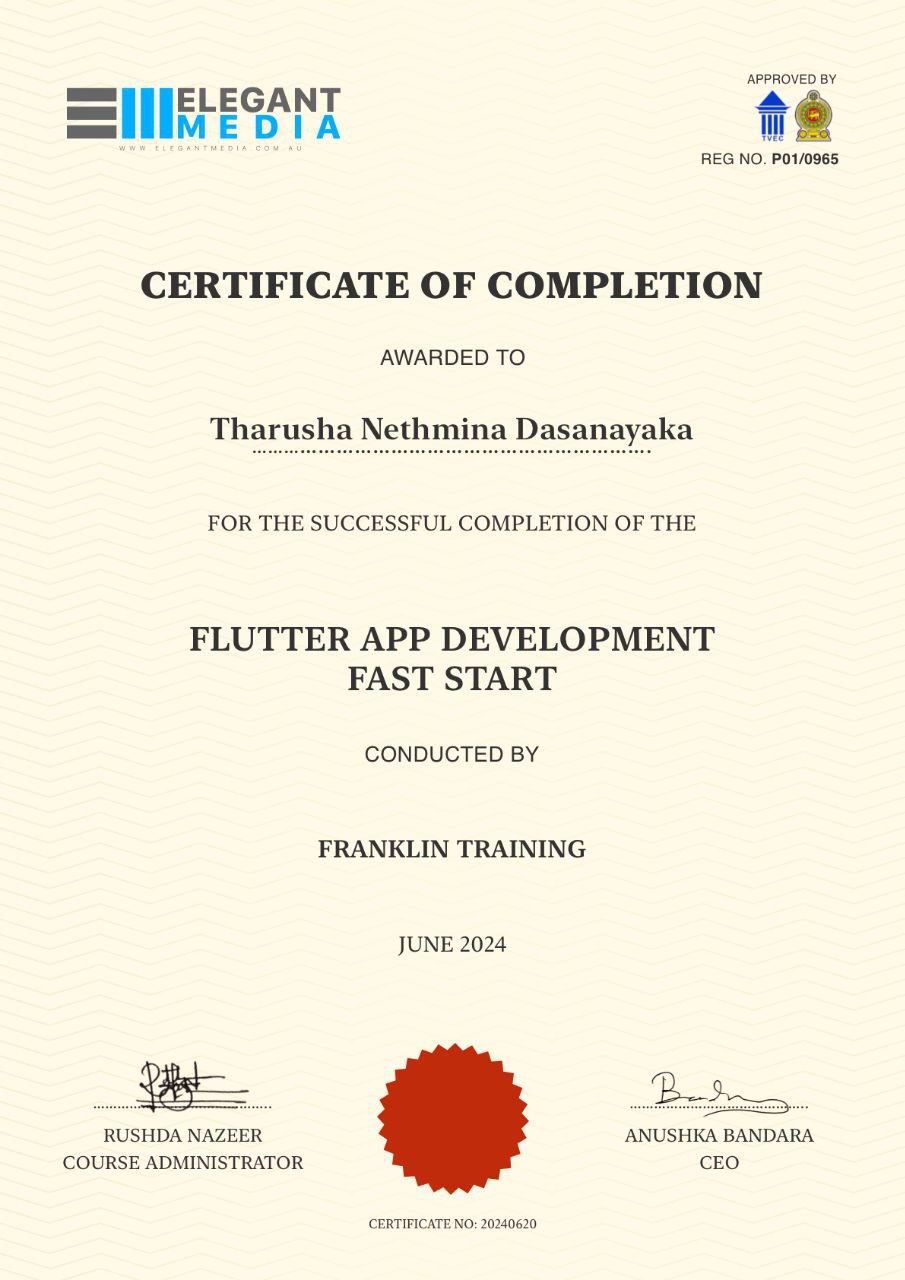 ELEGANT
MEDIA
WWW.ELEGANTMEDIA.COM.AU
APPROVED BY
TVEC
REG NO. P01/0965
CERTIFICATE OF COMPLETION
AWARDED TO
Tharusha Nethmina Dasanayaka
FOR THE SUCCESSFUL COMPLETION OF THE
FLUTTER APP DEVELOPMENT
FAST START
CONDUCTED BY
FRANKLIN TRAINING
JUNE 2024
RUSHDA NAZEER
COURSE ADMINISTRATOR
ANUSHKA BANDARA
CEO
CERTIFICATE NO: 20240620